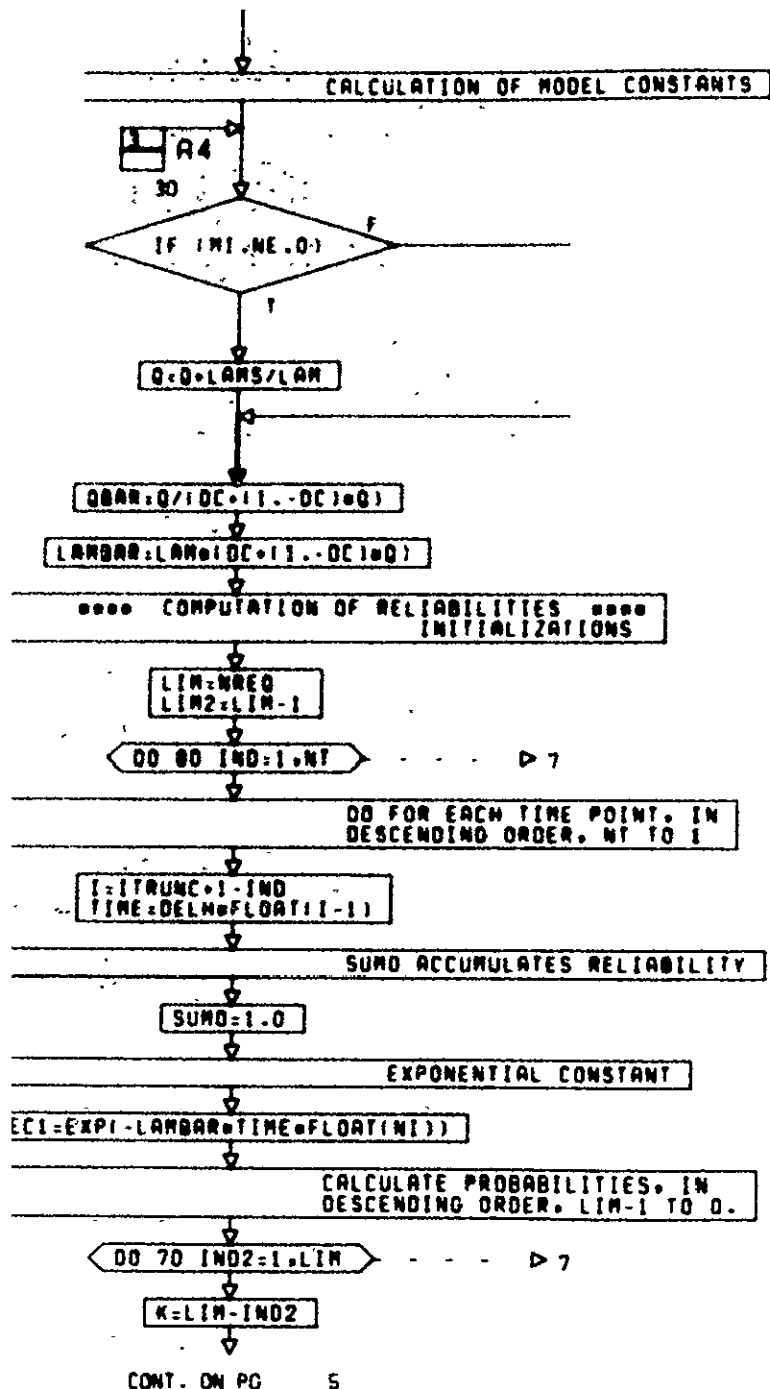 CALCULATION OF MODEL CONSTANTS
A4
30
IF (MI.NE.0)
F
T
Q=Q+LAMS/LAM
QBAR=Q/(DC+(1.-DC)*Q)
LAMBAR=LAM*(DC+(1.-DC)*Q)
**** COMPUTATION OF RELIABILITIES ****
INITIALIZATIONS
LIM=NREQ
LIM2=LIM-1
DO 80 IND=1,NT
7
DO FOR EACH TIME POINT, IN
DESCENDING ORDER, NT TO 1
I=ITRUNC+1-IND
TIME=DELH*FLOAT(I-1)
SUMO ACCUMULATES RELIABILITY
SUMO=1.0
EXPONENTIAL CONSTANT
EC1=EXP(-LAMBAR*TIME*FLOAT(NI))
CALCULATE PROBABILITIES, IN
DESCENDING ORDER, LIM-1 TO 0.
DO 70 IND2=1,LIM
7
K=LIM-IND2
CONT. ON PG 5